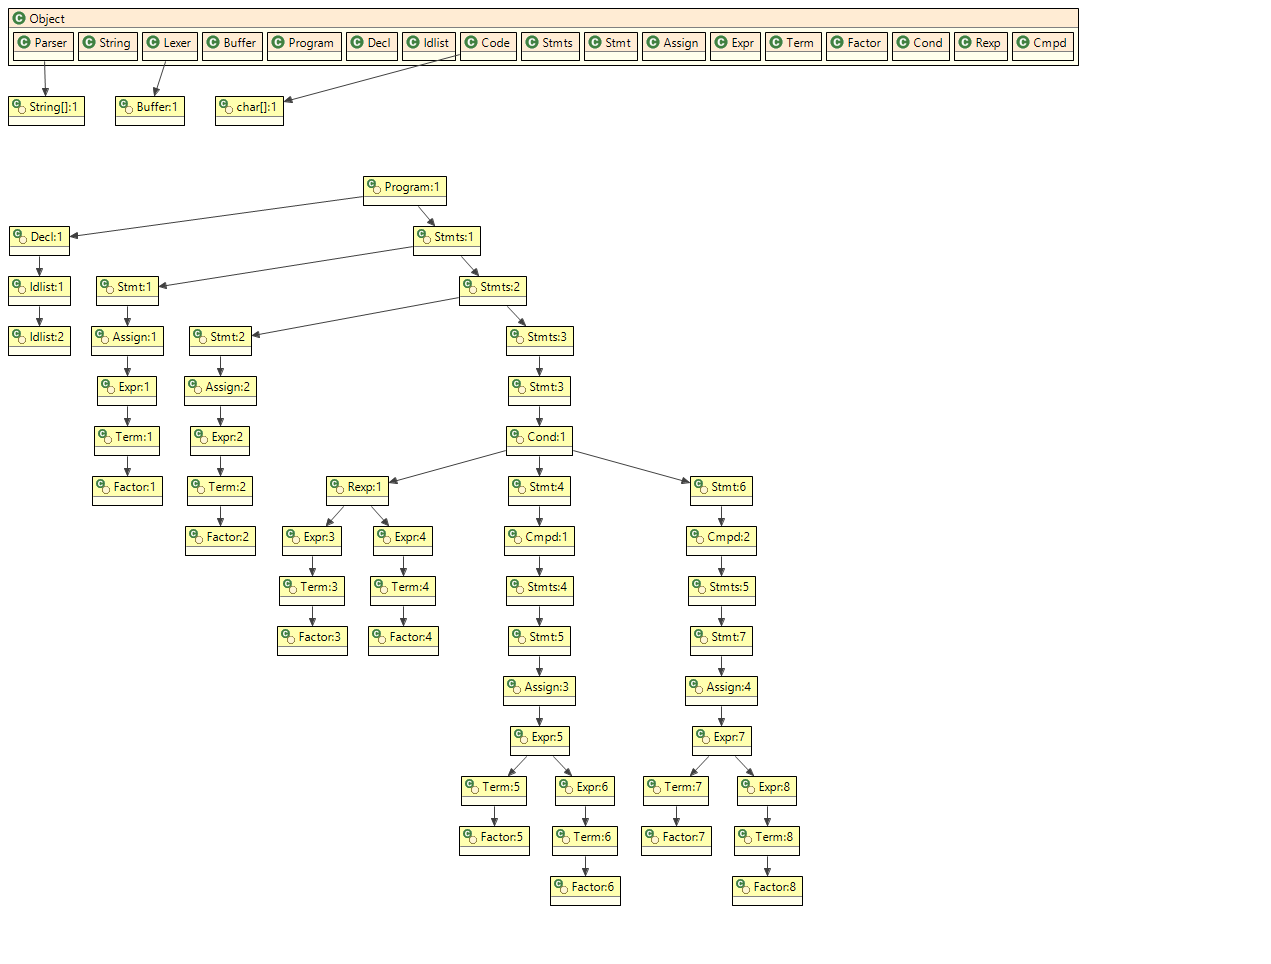 Object
Parser String Lexer Buffer Program Decl Idlist Code Stmts Stmt Assign Expr Term Factor Cond Rexp Cmpd
String[]:1 Buffer:1 char[]:1
Program:1
Decl:1 Stmts:1
Idlist:1 Stmt:1 Stmts:2
Idlist:2 Assign:1 Stmt:2 Stmts:3
Expr:1 Assign:2 Stmt:3
Term:1 Expr:2 Cond:1
Factor:1 Term:2 Rexp:1 Stmt:4 Stmt:6
Factor:2 Expr:3 Expr:4 Cmpd:1 Cmpd:2
Term:3 Term:4 Stmts:4 Stmts:5
Factor:3 Factor:4 Stmt:5 Stmt:7
Assign:3 Assign:4
Expr:5 Expr:7
Term:5 Expr:6 Term:7 Expr:8
Factor:5 Term:6 Factor:7 Term:8
Factor:6 Factor:8